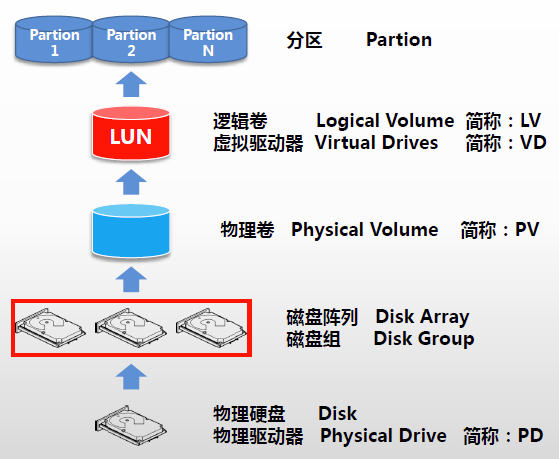 Partion 1
Partion 2
Partion N
分区 Partion
LUN
逻辑卷 Logical Volume 简称：LV
虚拟驱动器 Virtual Drives 简称：VD
物理卷 Physical Volume 简称：PV
磁盘阵列 Disk Array
磁盘组 Disk Group
物理硬盘 Disk
物理驱动器 Physical Drive 简称：PD